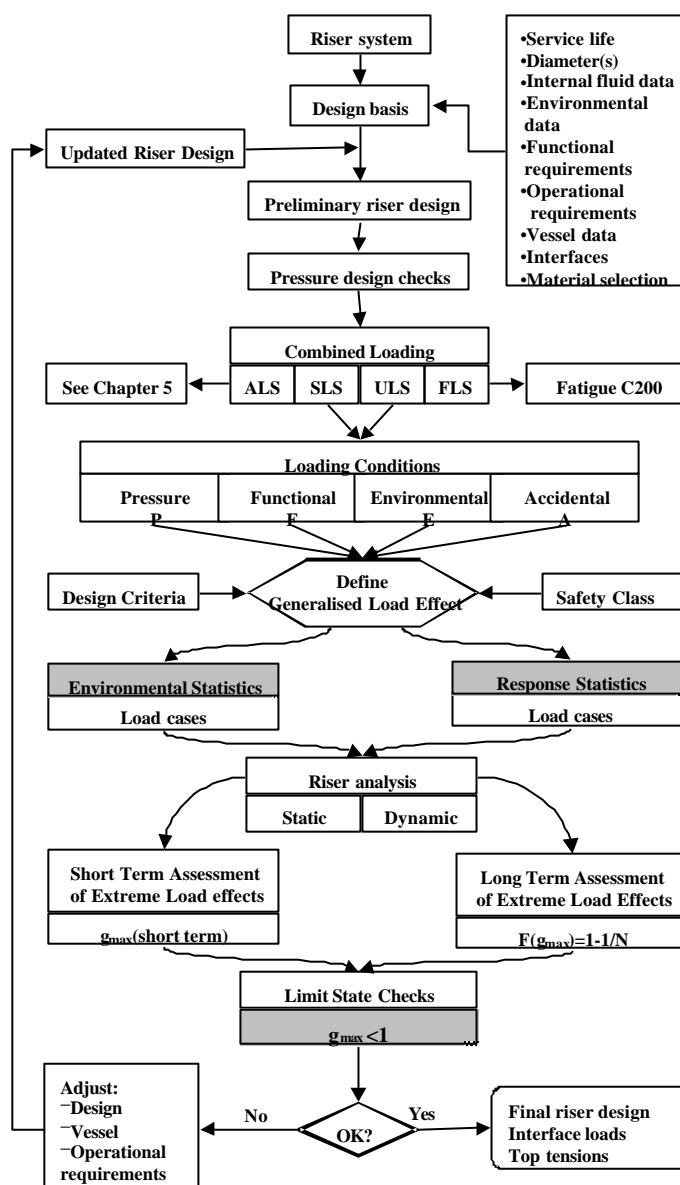 Riser system
•Service life
•Diameter(s)
•Internal fluid data
•Environmental
data
•Functional
requirements
•Operational
requirements
•Vessel data
•Interfaces
•Material selection
Design basis
Updated Riser Design
Preliminary riser design
Pressure design checks
Combined Loading
See Chapter 5
ALS
SLS
ULS
FLS
Fatigue C200
Loading Conditions
Pressure
P
Functional
F
Environmental
E
Accidental
A
Design Criteria
Define
Generalised Load Effect
Safety Class
Environmental Statistics
Load cases
Response Statistics
Load cases
Riser analysis
Static
Dynamic
Short Term Assessment
of Extreme Load effects
gmax(short term)
Long Term Assessment
of Extreme Load Effects
F(gmax)=1-1/N
Limit State Checks
gmax <1
Adjust:
–Design
–Vessel
–Operational
requirements
No
OK?
Yes
Final riser design
Interface loads
Top tensions